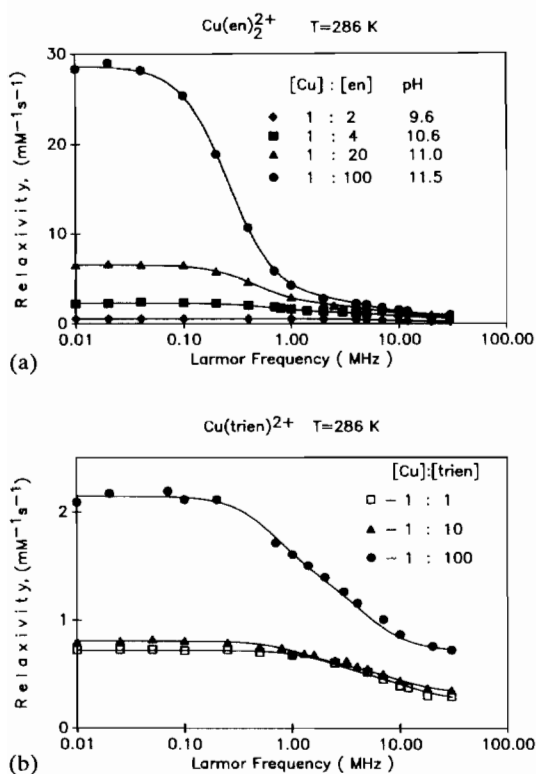 Cu(en)₂²⁺ T=286 K
[Cu] : [en] pH
1 : 2 9.6
1 : 4 10.6
1 : 20 11.0
1 : 100 11.5
Relaxivity, (mM⁻¹s⁻¹)
30
20
10
0
0.01 0.10 1.00 10.00 100.00
Larmor Frequency ( MHz )
(a)
Cu(trien)²⁺ T=286 K
[Cu]:[trien]
– 1 : 1
– 1 : 10
– 1 : 100
Relaxivity, (mM⁻¹s⁻¹)
2
1
0
0.01 0.10 1.00 10.00 100.00
Larmor Frequency ( MHz )
(b)